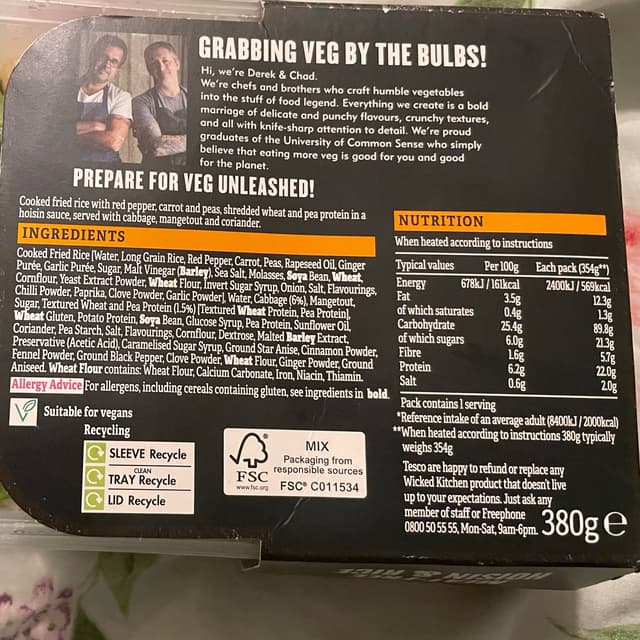 GRABBING VEG BY THE BULBS!
Hi, we're Derek & Chad.
We're chefs and brothers who craft humble vegetables
into the stuff of food legend. Everything we create is a bold
marriage of delicate and punchy flavours, crunchy textures,
and all with knife-sharp attention to detail. We're proud
graduates of the University of Common Sense who simply
believe that eating more veg is good for you and good
for the planet.
PREPARE FOR VEG UNLEASHED!
Cooked fried rice with red pepper, carrot and peas, shredded wheat and pea protein in a
hoisin sauce, served with cabbage, mangetout and coriander.
INGREDIENTS
Cooked Fried Rice [Water, Long Grain Rice, Red Pepper, Carrot, Peas, Rapeseed Oil, Ginger
Purée, Garlic Purée, Sugar, Malt Vinegar (Barley), Sea Salt, Molasses, Soya Bean, Wheat,
Cornflour, Yeast Extract Powder, Wheat Flour, Invert Sugar Syrup, Onion, Salt, Flavourings,
Chilli Powder, Paprika, Clove Powder, Garlic Powder], Water, Cabbage (6%), Mangetout,
Sugar, Textured Wheat and Pea Protein (1.5%) [Textured Wheat Protein, Pea Protein],
Wheat Gluten, Potato Protein, Soya Bean, Glucose Syrup, Pea Protein, Sunflower Oil,
Coriander, Pea Starch, Salt, Flavourings, Cornflour, Dextrose, Malted Barley Extract,
Preservative (Acetic Acid), Caramelised Sugar Syrup, Ground Star Anise, Cinnamon Powder,
Fennel Powder, Ground Black Pepper, Clove Powder, Wheat Flour, Ginger Powder, Ground
Aniseed. Wheat Flour contains: Wheat Flour, Calcium Carbonate, Iron, Niacin, Thiamin.
Allergy Advice For allergens, including cereals containing gluten, see ingredients in bold.
Suitable for vegans
Recycling
SLEEVE Recycle
CLEAN
TRAY Recycle
LID Recycle
FSC
www.fsc.org
MIX
Packaging from
responsible sources
FSC® C011534
NUTRITION
When heated according to instructions
Typical values Per 100g Each pack (354g**)
Energy 678kJ / 161kcal 2400kJ / 569kcal
Fat 3.5g 12.3g
of which saturates 0.4g 1.3g
Carbohydrate 25.4g 89.8g
of which sugars 6.0g 21.3g
Fibre 1.6g 5.7g
Protein 6.2g 22.0g
Salt 0.6g 2.0g
Pack contains 1 serving
*Reference intake of an average adult (8400kJ / 2000kcal)
**When heated according to instructions 380g typically
weighs 354g
Tesco are happy to refund or replace any
Wicked Kitchen product that doesn't live
up to your expectations. Just ask any
member of staff or Freephone
0800 50 55 55, Mon-Sat, 9am-6pm.
380g e
HOISIN & RICE